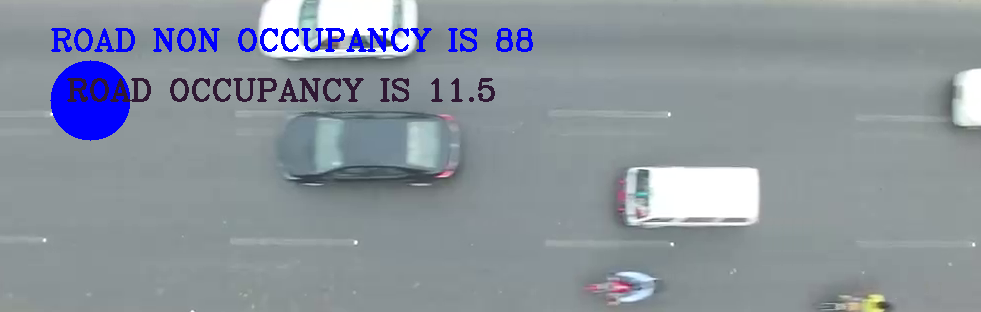 ROAD NON OCCUPANCY IS 88
ROAD OCCUPANCY IS 11.5